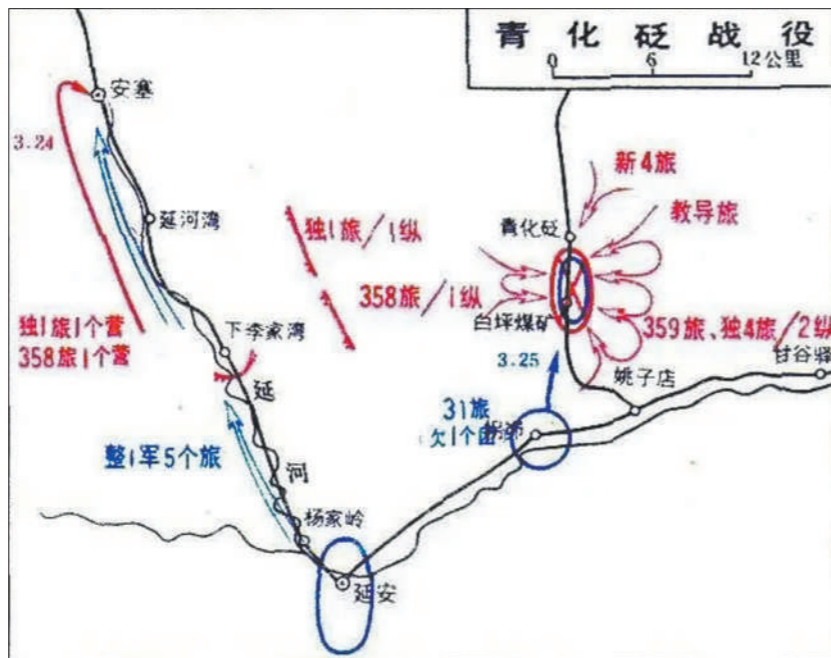 青化砭战役
0 6 12公里
安塞
3.24
新4旅
延河湾
独1旅/1纵
教导旅
青化砭
358旅/1纵
独1旅1个营
358旅1个营
白坪煤矿
359旅、独4旅/2纵
下李家湾
3.25
甘谷驿
姚子店
延
31旅
欠1个团
整1军5个旅
河
杨家岭
延安